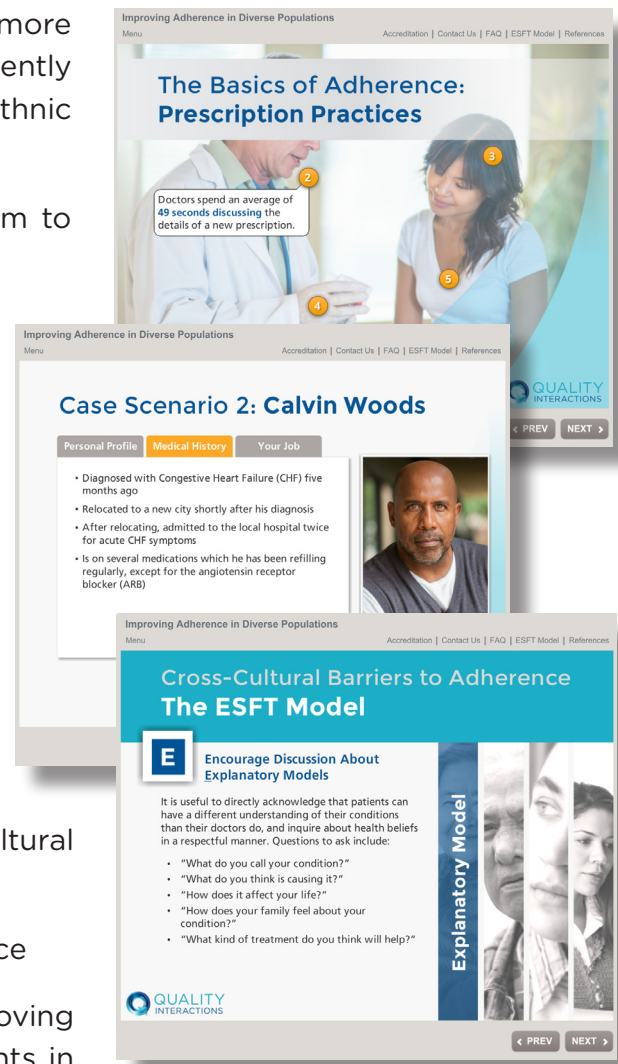 more
Improving Adherence in Diverse Populations
Menu
Accreditation | Contact Us | FAQ | ESFT Model | References
The Basics of Adherence:
Prescription Practices
2
3
Doctors spend an average of
49 seconds discussing the
details of a new prescription.
4
5
QUALITY
INTERACTIONS
‹ PREV NEXT ›
m to
Improving Adherence in Diverse Populations
Menu
Accreditation | Contact Us | FAQ | ESFT Model | References
Case Scenario 2: Calvin Woods
Personal Profile Medical History Your Job
• Diagnosed with Congestive Heart Failure (CHF) five
months ago
• Relocated to a new city shortly after his diagnosis
• After relocating, admitted to the local hospital twice
for acute CHF symptoms
• Is on several medications which he has been refilling
regularly, except for the angiotensin receptor
blocker (ARB)
Improving Adherence in Diverse Populations
Menu
Accreditation | Contact Us | FAQ | ESFT Model | References
Cross-Cultural Barriers to Adherence
The ESFT Model
E
Encourage Discussion About
Explanatory Models
It is useful to directly acknowledge that patients can
have a different understanding of their conditions
than their doctors do, and inquire about health beliefs
in a respectful manner. Questions to ask include:
• "What do you call your condition?"
• "What do you think is causing it?"
• "How does it affect your life?"
• "How does your family feel about your
condition?"
• "What kind of treatment do you think will help?"
Explanatory Model
QUALITY
INTERACTIONS
‹ PREV NEXT ›
in